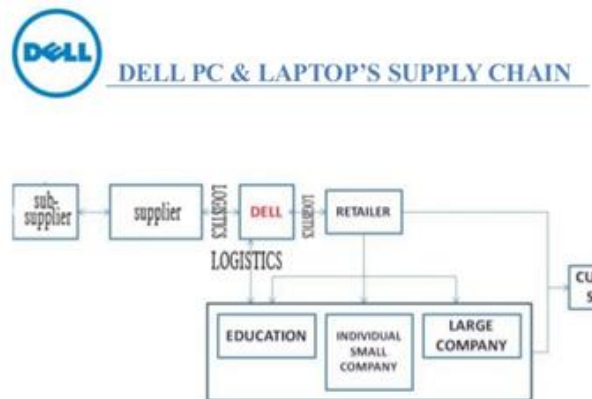 DELL
DELL PC & LAPTOP'S SUPPLY CHAIN
sub-
supplier
supplier
LOGISTICS
DELL
LOGISTICS
RETAILER
LOGISTICS
CU
S
EDUCATION
INDIVIDUAL
SMALL
COMPANY
LARGE
COMPANY